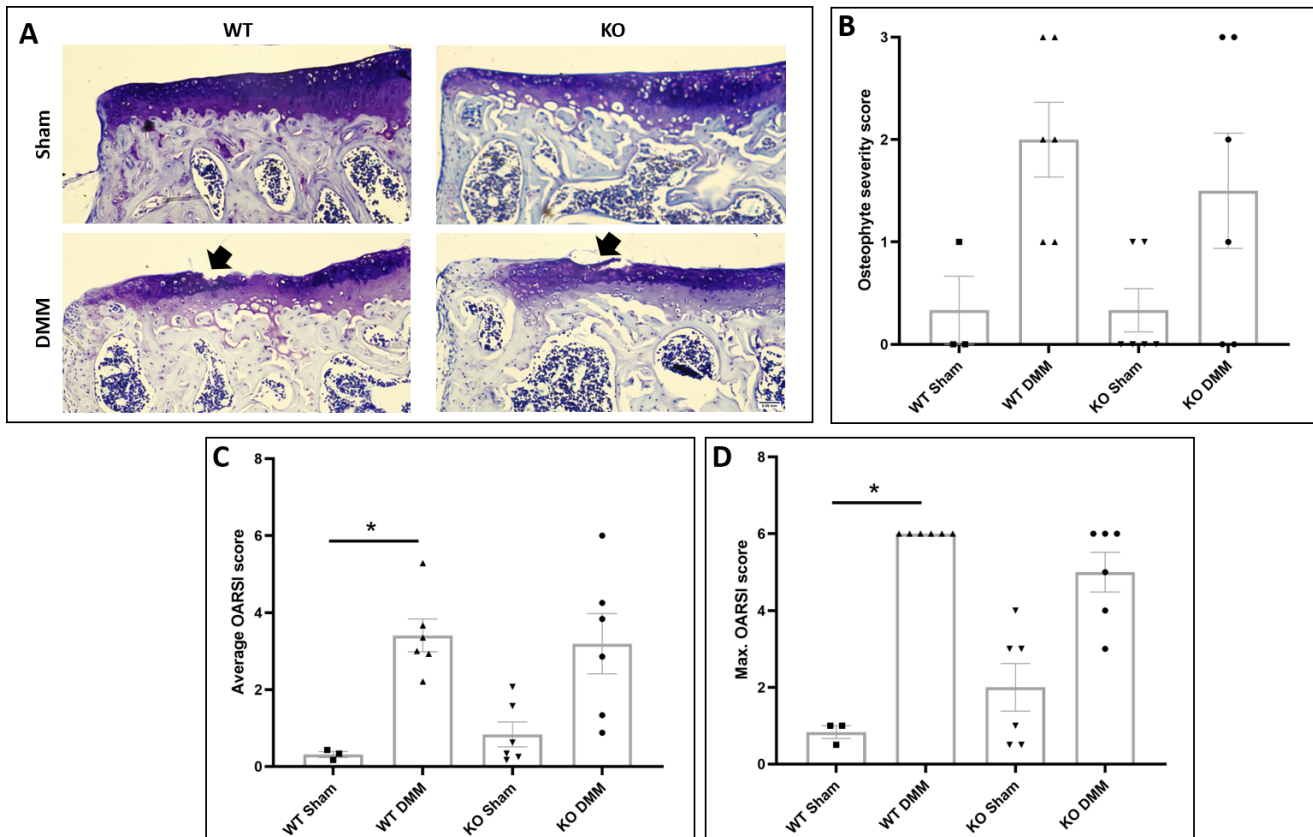 A
WT
KO
Sham
DMM
B
Osteophyte severity score
3
2
1
0
WT Sham
WT DMM
KO Sham
KO DMM
C
Average OARSI score
8
6
4
2
0
*
WT Sham
WT DMM
KO Sham
KO DMM
D
Max. OARSI score
8
6
4
2
0
*
WT Sham
WT DMM
KO Sham
KO DMM